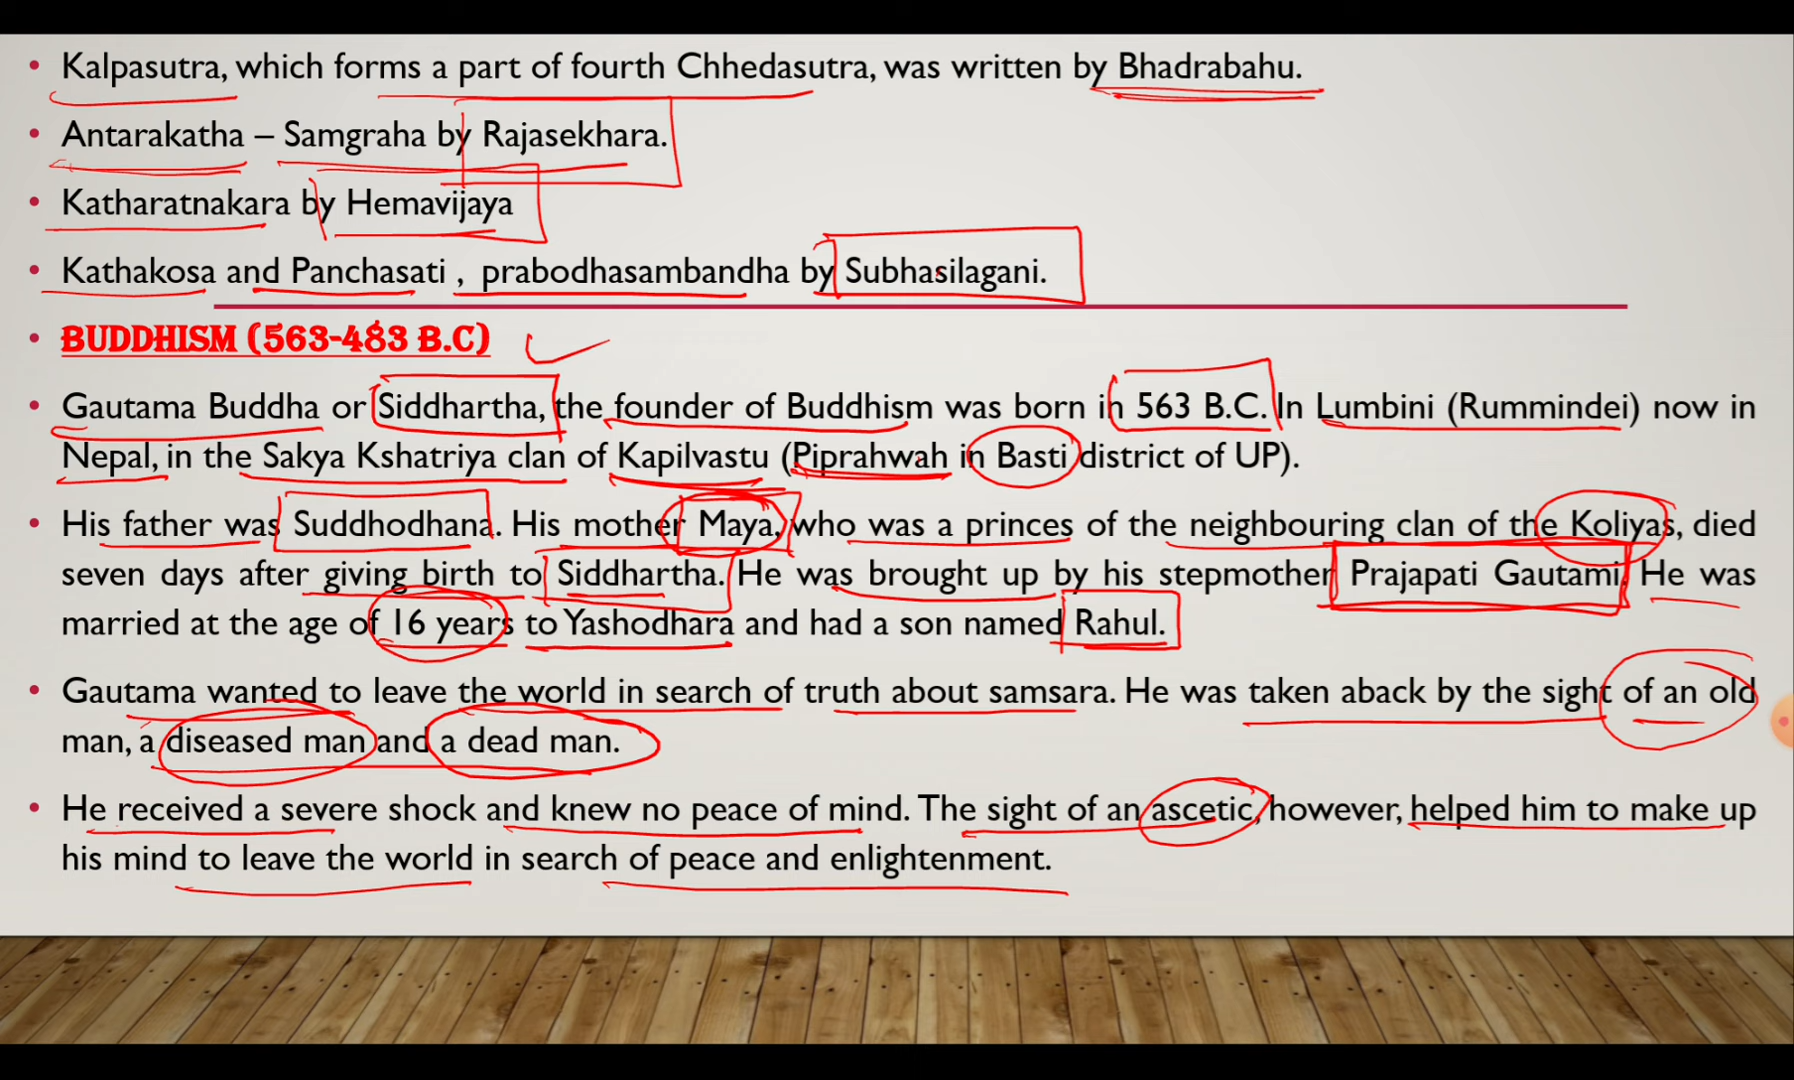 • Kalpasutra, which forms a part of fourth Chhedasutra, was written by Bhadrabahu.
• Antarakatha – Samgraha by Rajasekhara.
• Katharatnakara by Hemavijaya
• Kathakosa and Panchasati , prabodhasambandha by Subhasilagani.
• BUDDHISM (563-483 B.C)
• Gautama Buddha or Siddhartha, the founder of Buddhism was born in 563 B.C. In Lumbini (Rummindei) now in
Nepal, in the Sakya Kshatriya clan of Kapilvastu (Piprahwah in Basti district of UP).
• His father was Suddhodhana. His mother Maya, who was a princes of the neighbouring clan of the Koliyas, died
seven days after giving birth to Siddhartha. He was brought up by his stepmother Prajapati Gautami. He was
married at the age of 16 years to Yashodhara and had a son named Rahul.
• Gautama wanted to leave the world in search of truth about samsara. He was taken aback by the sight of an old
man, a diseased man and a dead man.
• He received a severe shock and knew no peace of mind. The sight of an ascetic, however, helped him to make up
his mind to leave the world in search of peace and enlightenment.